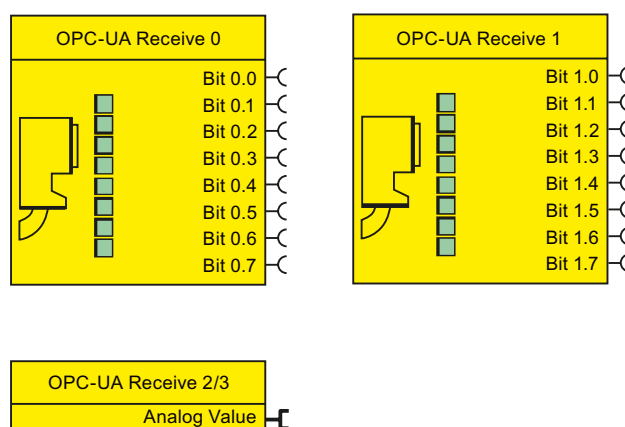 OPC-UA Receive 0
Bit 0.0
Bit 0.1
Bit 0.2
Bit 0.3
Bit 0.4
Bit 0.5
Bit 0.6
Bit 0.7
OPC-UA Receive 1
Bit 1.0
Bit 1.1
Bit 1.2
Bit 1.3
Bit 1.4
Bit 1.5
Bit 1.6
Bit 1.7
OPC-UA Receive 2/3
Analog Value